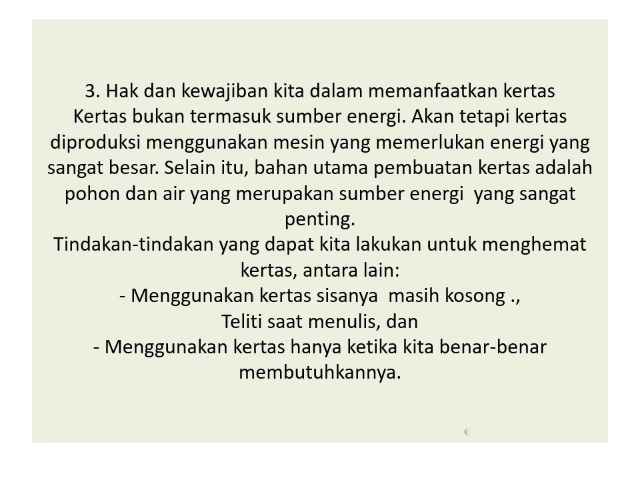 3. Hak dan kewajiban kita dalam memanfaatkan kertas
Kertas bukan termasuk sumber energi. Akan tetapi kertas
diproduksi menggunakan mesin yang memerlukan energi yang
sangat besar. Selain itu, bahan utama pembuatan kertas adalah
pohon dan air yang merupakan sumber energi  yang sangat
penting.
Tindakan-tindakan yang dapat kita lakukan untuk menghemat
kertas, antara lain:
- Menggunakan kertas sisanya  masih kosong .,
Teliti saat menulis, dan
- Menggunakan kertas hanya ketika kita benar-benar
membutuhkannya.